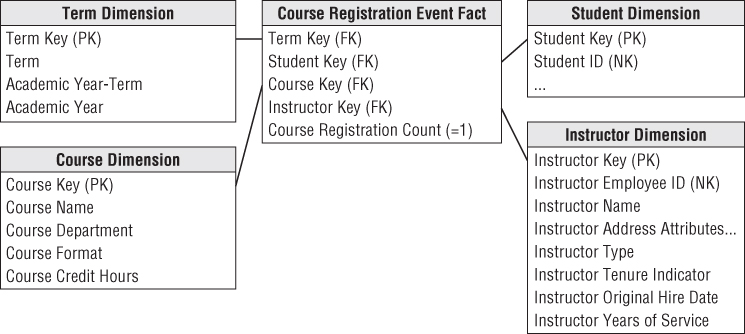 Term Dimension
Term Key (PK)
Term
Academic Year-Term
Academic Year
Course Dimension
Course Key (PK)
Course Name
Course Department
Course Format
Course Credit Hours
Course Registration Event Fact
Term Key (FK)
Student Key (FK)
Course Key (FK)
Instructor Key (FK)
Course Registration Count (=1)
Student Dimension
Student Key (PK)
Student ID (NK)
...
Instructor Dimension
Instructor Key (PK)
Instructor Employee ID (NK)
Instructor Name
Instructor Address Attributes...
Instructor Type
Instructor Tenure Indicator
Instructor Original Hire Date
Instructor Years of Service